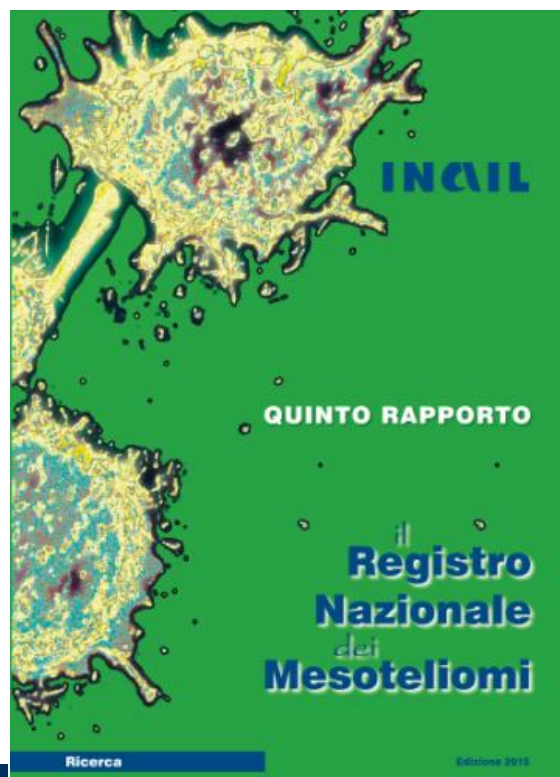 INAIL
QUINTO RAPPORTO
il
Registro
Nazionale
dei
Mesoteliomi
Ricerca
Edizione 2015